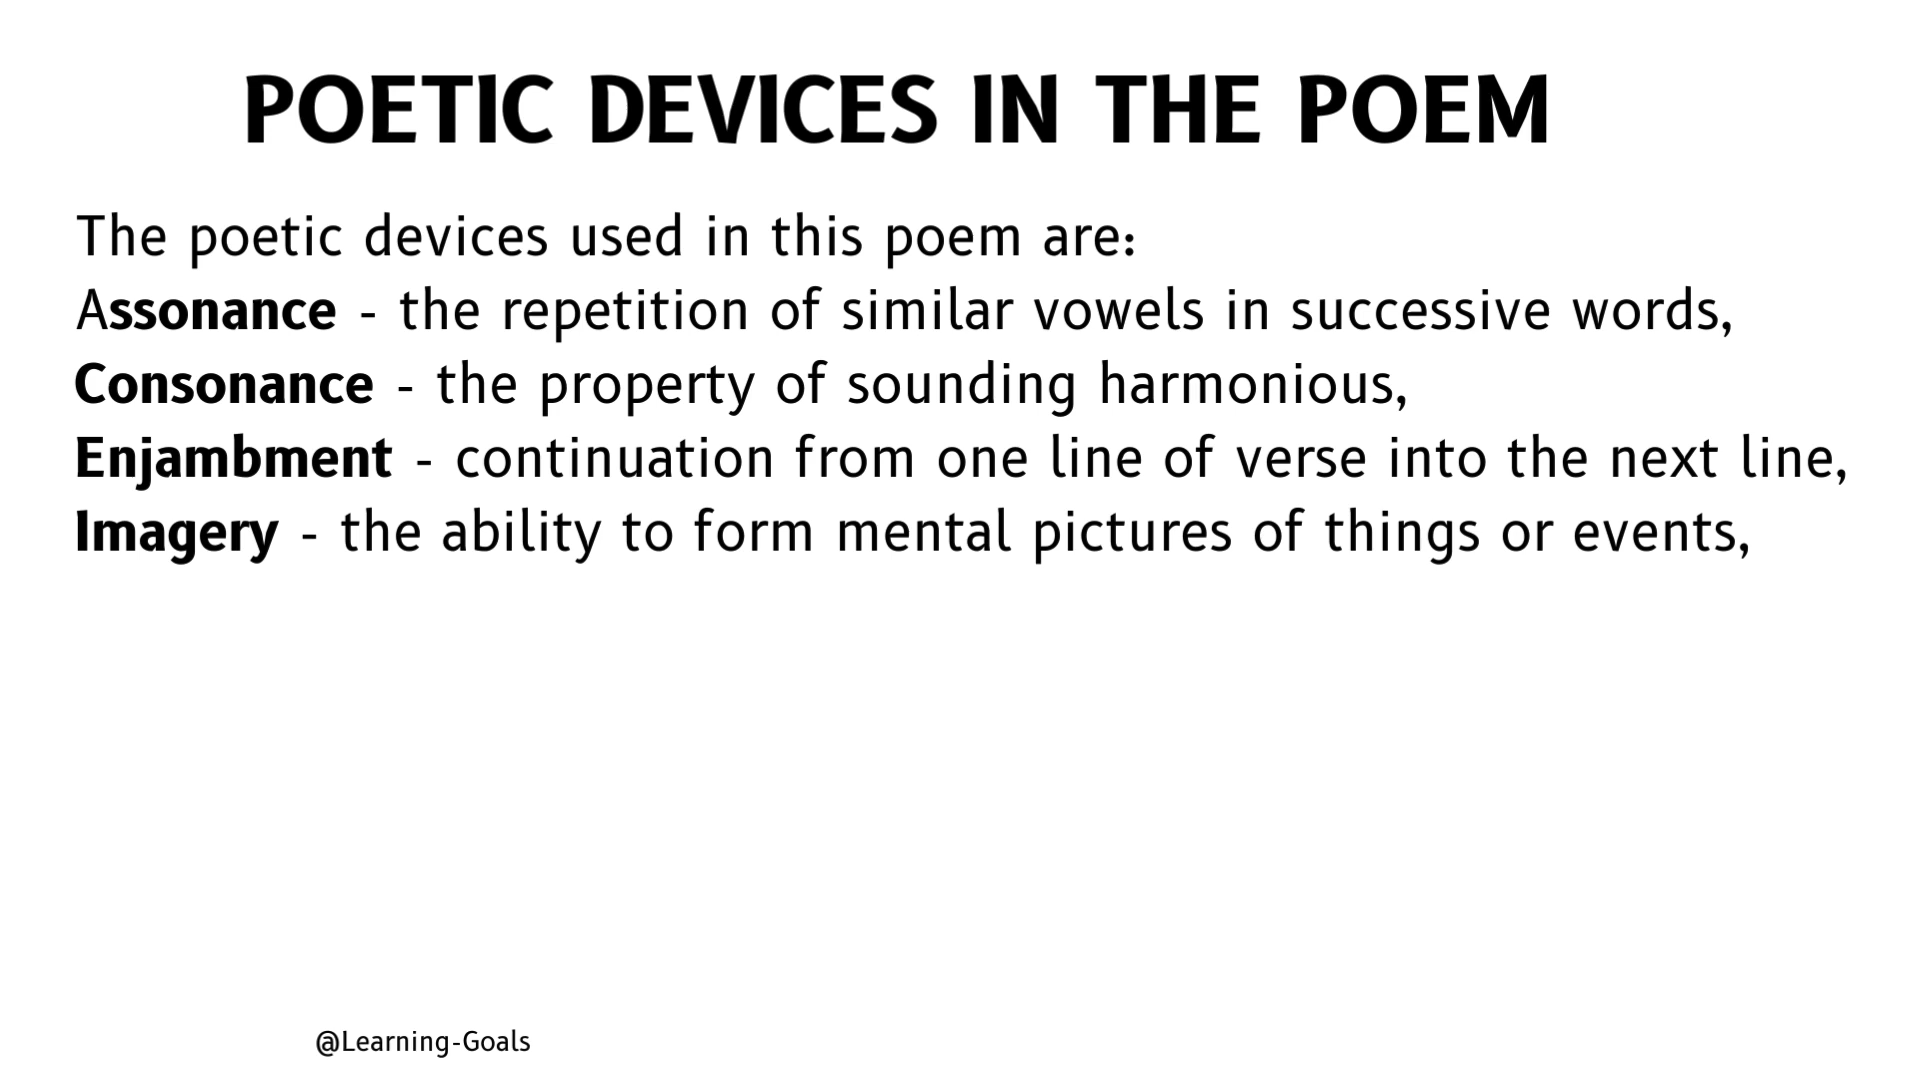 POETIC DEVICES IN THE POEM
The poetic devices used in this poem are:
Assonance - the repetition of similar vowels in successive words,
Consonance - the property of sounding harmonious,
Enjambment - continuation from one line of verse into the next line,
Imagery - the ability to form mental pictures of things or events,
@Learning-Goals